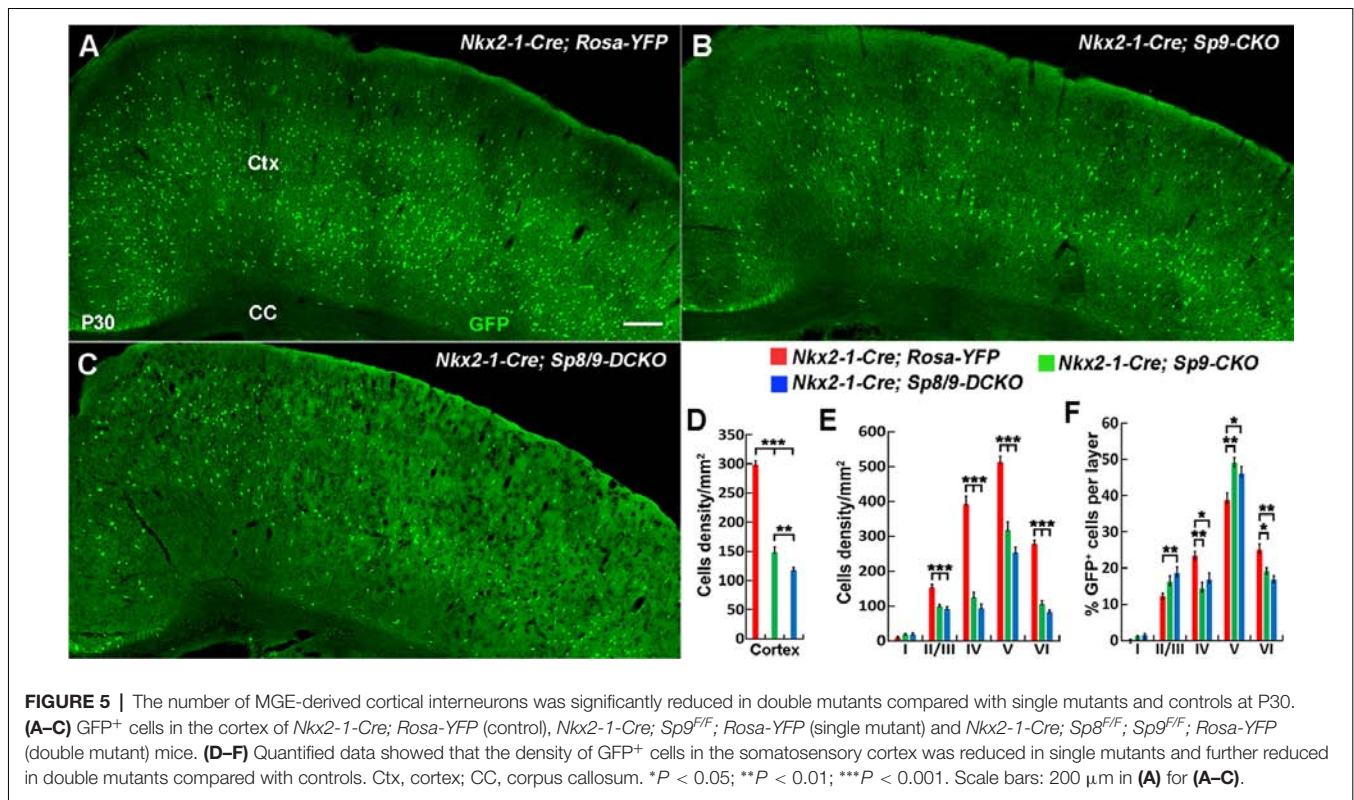 A
Nkx2-1-Cre; Rosa-YFP
Ctx
CC
P30
GFP
B
Nkx2-1-Cre; Sp9-CKO
C
Nkx2-1-Cre; Sp8/9-DCKO
Nkx2-1-Cre; Rosa-YFP
Nkx2-1-Cre; Sp9-CKO
Nkx2-1-Cre; Sp8/9-DCKO
D
Cells density/mm²
350
300
250
200
150
100
50
0
***
**
Cortex
E
Cells density/mm²
600
500
400
300
200
100
0
***
***
***
***
I II/III IV V VI
F
% GFP⁺ cells per layer
60
50
40
30
20
10
0
**
*
**
*
**
**
*
I II/III IV V VI
FIGURE 5 | The number of MGE-derived cortical interneurons was significantly reduced in double mutants compared with single mutants and controls at P30.
(A–C) GFP⁺ cells in the cortex of Nkx2-1-Cre; Rosa-YFP (control), Nkx2-1-Cre; Sp9^F/F; Rosa-YFP (single mutant) and Nkx2-1-Cre; Sp8^F/F; Sp9^F/F; Rosa-YFP
(double mutant) mice. (D–F) Quantified data showed that the density of GFP⁺ cells in the somatosensory cortex was reduced in single mutants and further reduced
in double mutants compared with controls. Ctx, cortex; CC, corpus callosum. *P < 0.05; **P < 0.01; ***P < 0.001. Scale bars: 200 μm in (A) for (A–C).